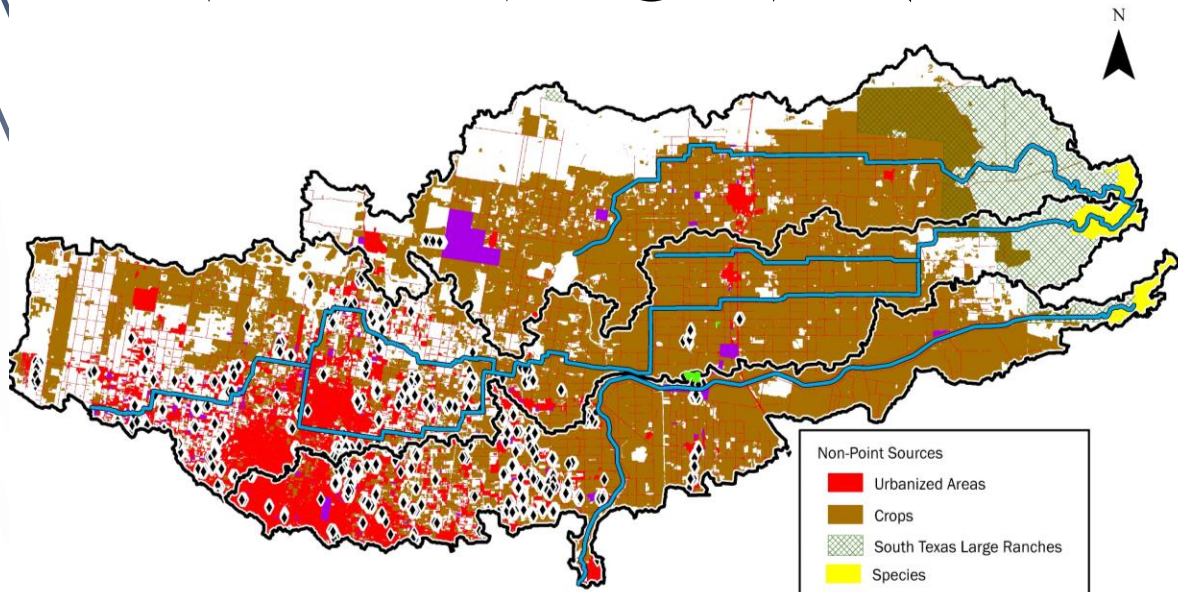 N
Non-Point Sources
Urbanized Areas
Crops
South Texas Large Ranches
Species